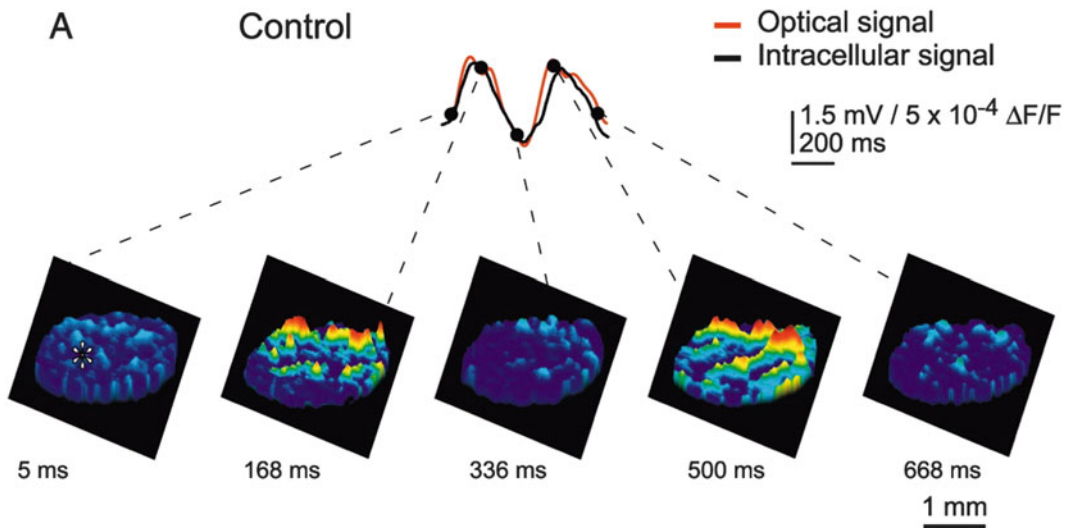 A
Control
Optical signal
Intracellular signal
1.5 mV / 5 x 10⁻⁴ ΔF/F
200 ms
5 ms
168 ms
336 ms
500 ms
668 ms
1 mm